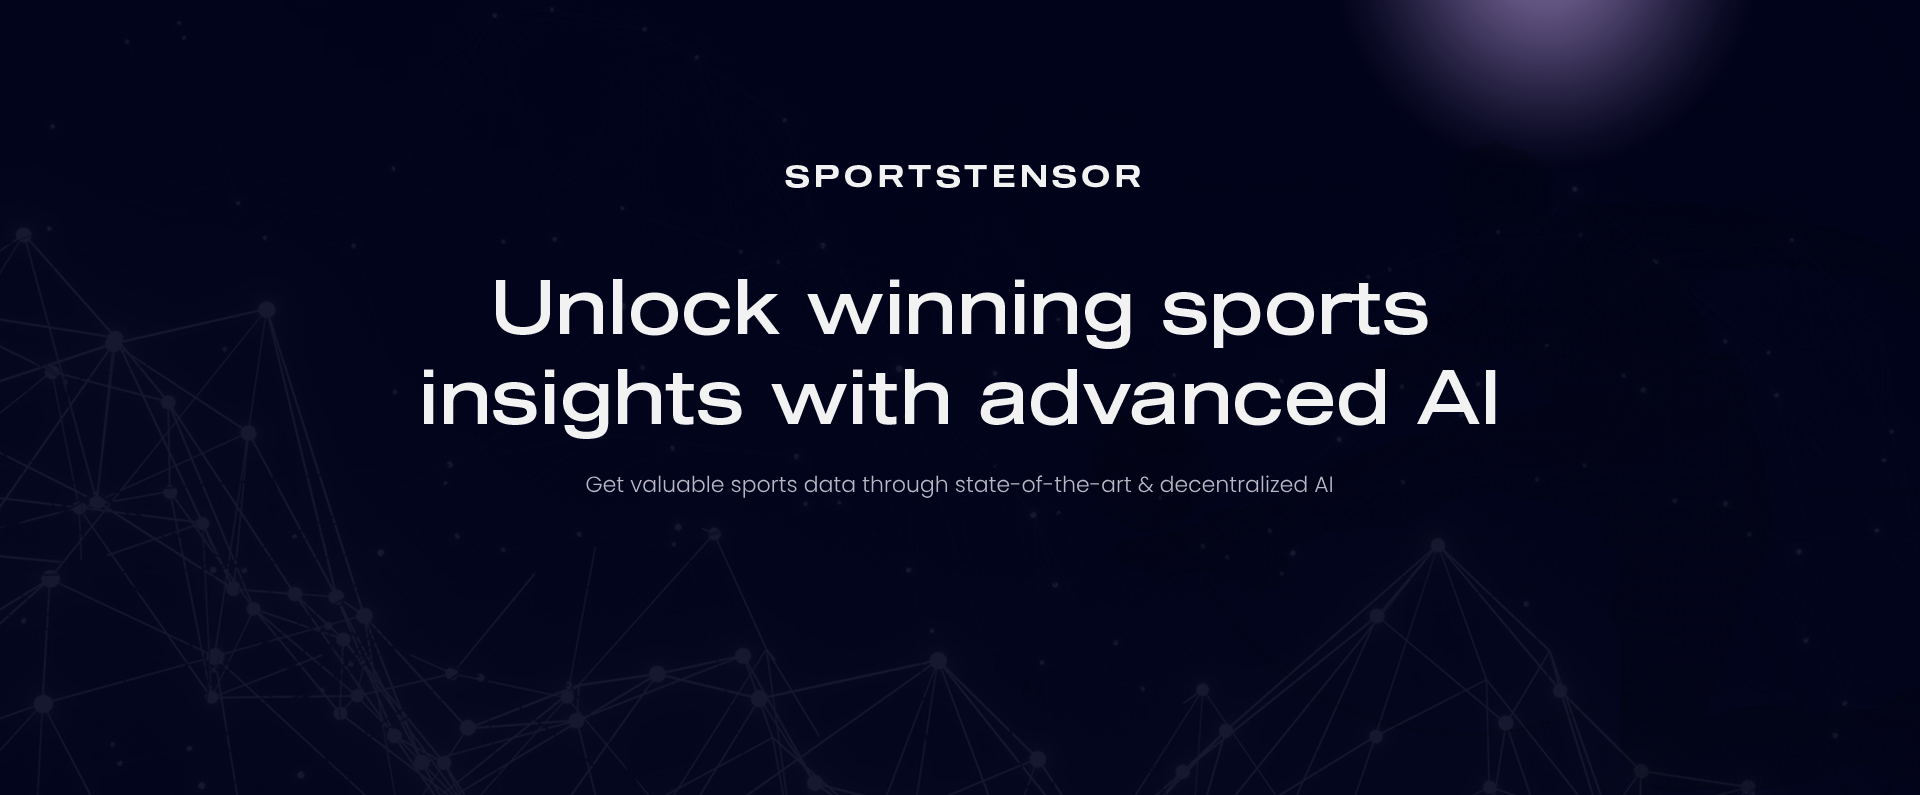 SPORTSTENSOR
Unlock winning sports
insights with advanced AI
Get valuable sports data through state-of-the-art & decentralized AI